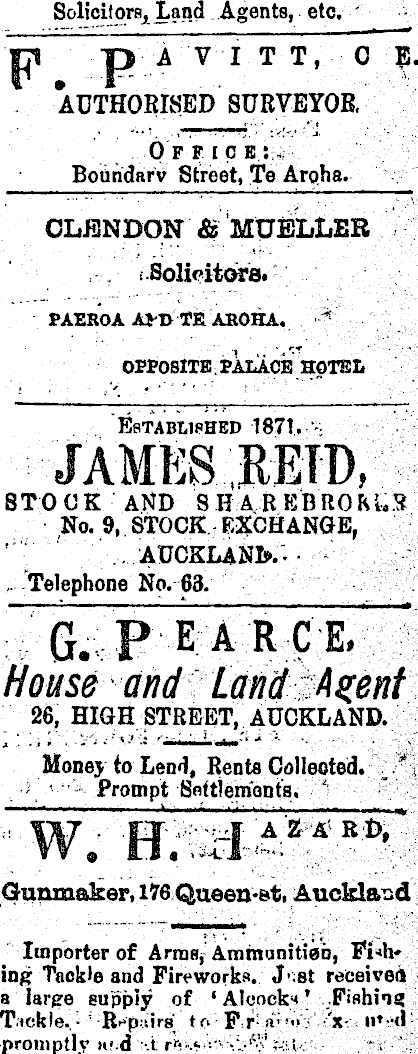 Solicitors, Land Agents, etc.
F. PAVITT, C E.
AUTHORISED SURVEYOR,
OFFICE:
Boundary Street, Te Aroha.
CLENDON & MUELLER
Solicitors.
PAEROA AND TE AROHA.
OPPOSITE PALACE HOTEL
ESTABLISHED 1871.
JAMES REID,
STOCK AND SHAREBROKER
No. 9, STOCK EXCHANGE,
AUCKLAND.
Telephone No. 63.
G. PEARCE,
House and Land Agent
26, HIGH STREET, AUCKLAND.
Money to Lend, Rents Collected.
Prompt Settlements.
W. H. HAZARD,
Gunmaker, 176 Queen-st, Auckland
Importer of Arms, Ammunition, Fish-
ing Tackle and Fireworks. Just received
a large supply of 'Alcocks' Fishing
Tackle. Repairs to
promptly and at